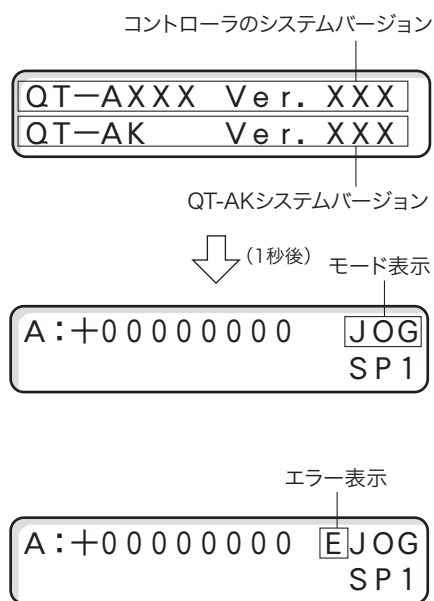 コントローラのシステムバージョン
QT-AXXX Ver. XXX
QT-AK Ver. XXX
QT-AKシステムバージョン
(1秒後)
モード表示
A:+00000000 JOG
SP1
エラー表示
A:+00000000 EJOG
SP1